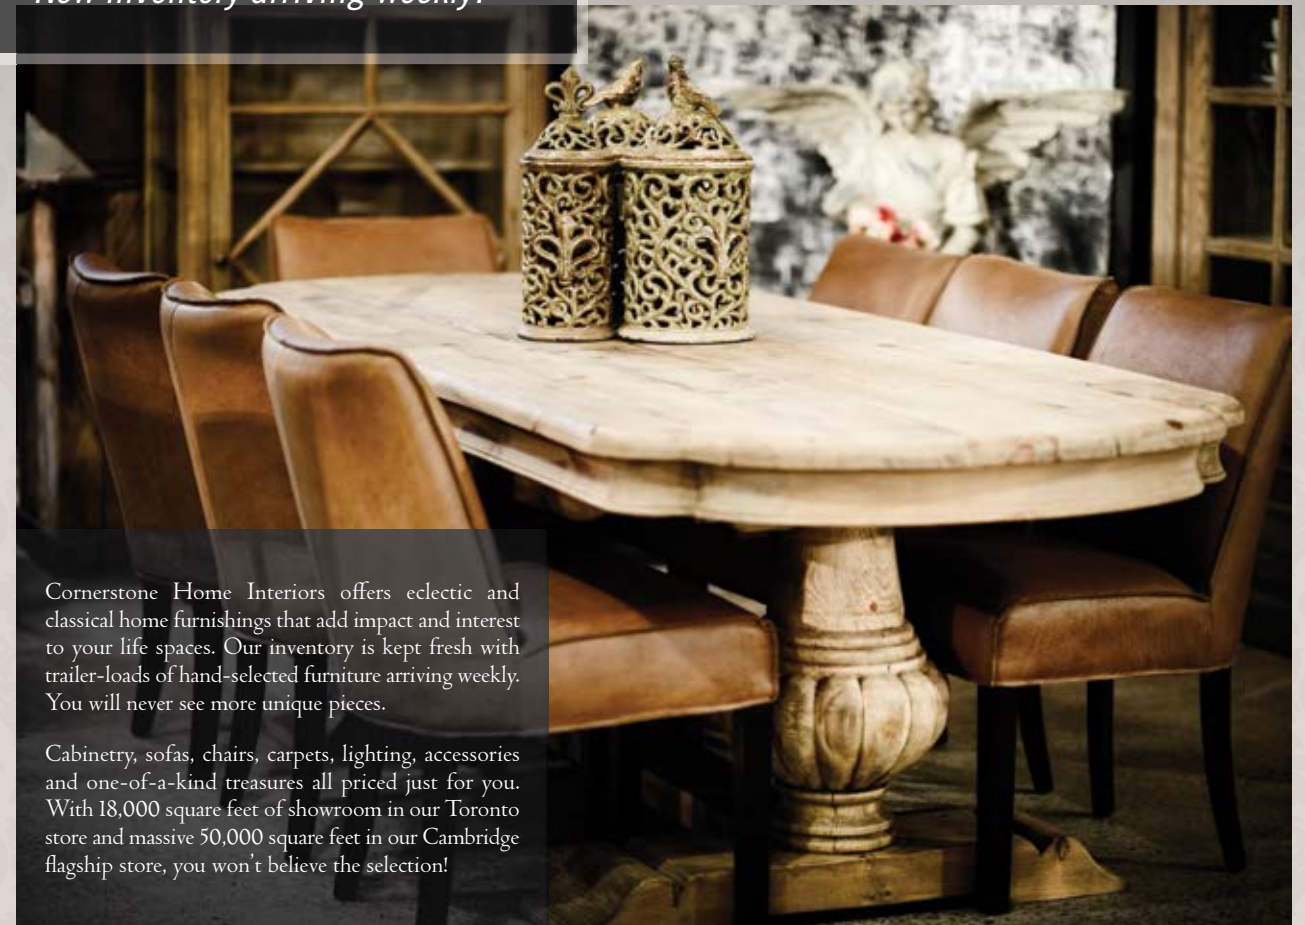 New inventory arriving weekly!
Cornerstone Home Interiors offers eclectic and
classical home furnishings that add impact and interest
to your life spaces. Our inventory is kept fresh with
trailer-loads of hand-selected furniture arriving weekly.
You will never see more unique pieces.
Cabinetry, sofas, chairs, carpets, lighting, accessories
and one-of-a-kind treasures all priced just for you.
With 18,000 square feet of showroom in our Toronto
store and massive 50,000 square feet in our Cambridge
flagship store, you won't believe the selection!